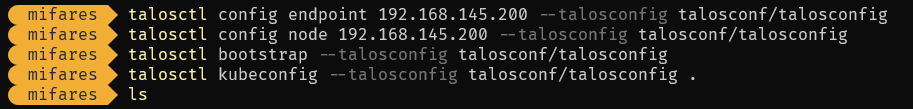 mifares talosctl config endpoint 192.168.145.200 --talosconfig talosconf/talosconfig
mifares talosctl config node 192.168.145.200 --talosconfig talosconf/talosconfig
mifares talosctl bootstrap --talosconfig talosconf/talosconfig
mifares talosctl kubeconfig --talosconfig talosconf/talosconfig .
mifares ls